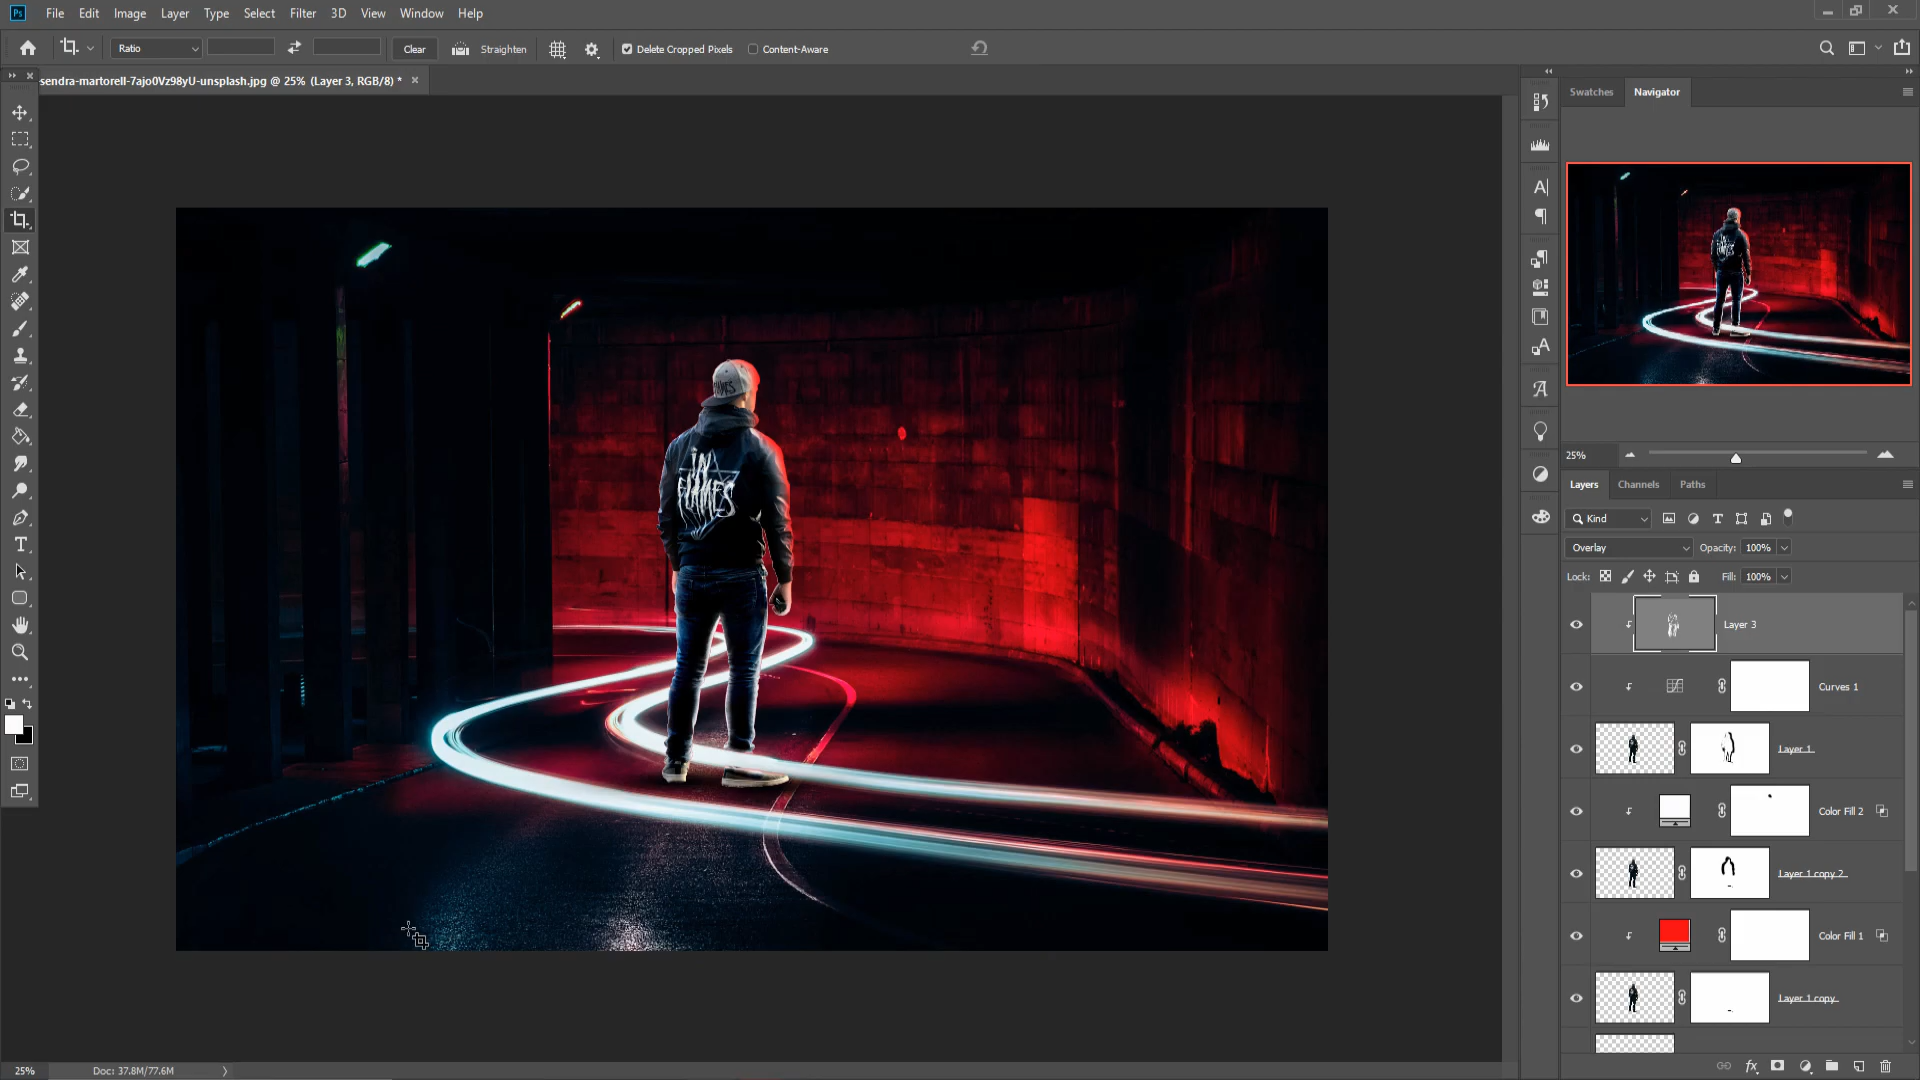 Ps File Edit Image Layer Type Select Filter 3D View Window Help
Ratio Clear Straighten Delete Cropped Pixels Content-Aware
sendra-martorell-7ajo0Vz98yU-unsplash.jpg @ 25% (Layer 3, RGB/8) *
Swatches Navigator
IN
FLAMES
25%
Layers Channels Paths
Kind
Overlay Opacity: 100%
Lock: Fill: 100%
Layer 3
Curves 1
Layer 1
Color Fill 2
Layer 1 copy 2
Color Fill 1
Layer 1 copy
25% Doc: 37.8M/77.6M